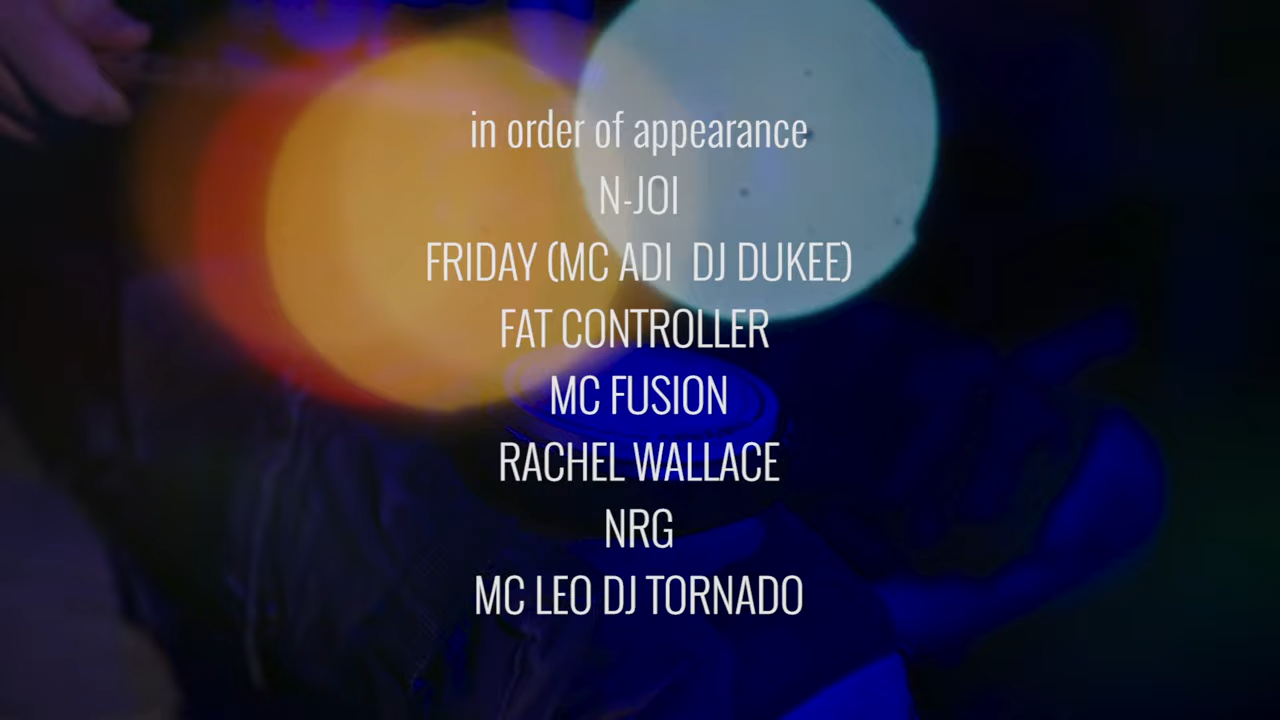 in order of appearance
N-JOI
FRIDAY (MC ADI DJ DUKEE)
FAT CONTROLLER
MC FUSION
RACHEL WALLACE
NRG
MC LEO DJ TORNADO